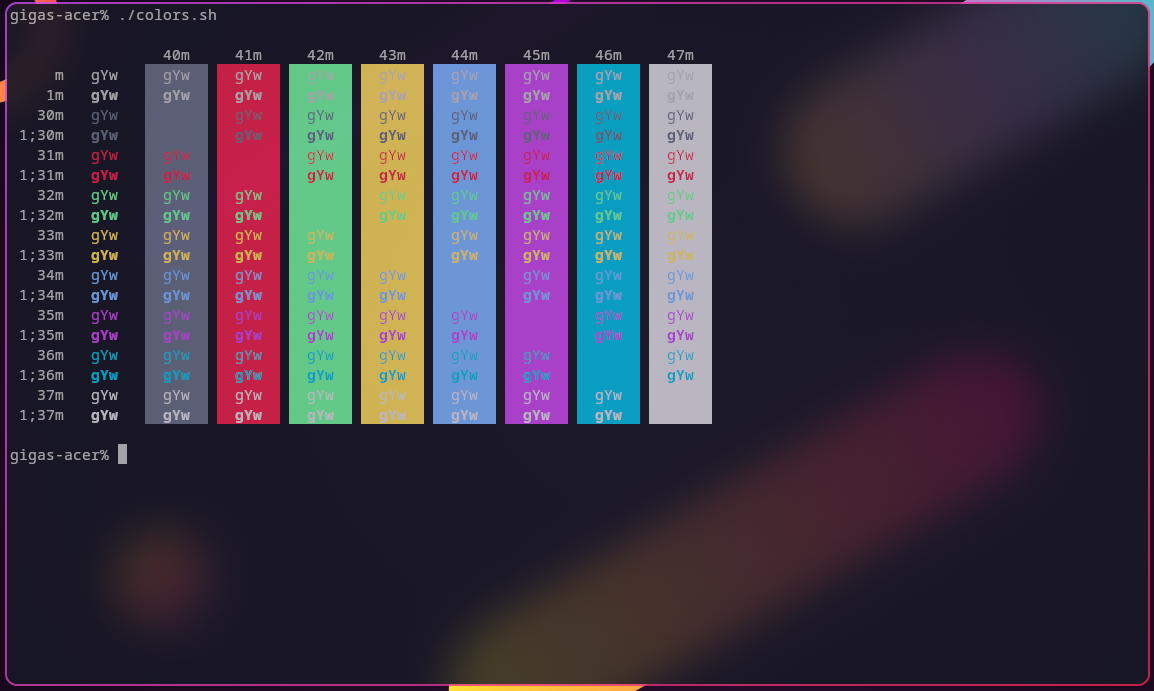 gigas-acer% ./colors.sh
40m 41m 42m 43m 44m 45m 46m 47m
m gYw gYw gYw gYw gYw gYw gYw gYw gYw
1m gYw gYw gYw gYw gYw gYw gYw gYw gYw
30m gYw gYw gYw gYw gYw gYw gYw gYw
1;30m gYw gYw gYw gYw gYw gYw gYw gYw
31m gYw gYw gYw gYw gYw gYw gYw gYw
1;31m gYw gYw gYw gYw gYw gYw gYw gYw
32m gYw gYw gYw gYw gYw gYw gYw gYw
1;32m gYw gYw gYw gYw gYw gYw gYw gYw
33m gYw gYw gYw gYw gYw gYw gYw gYw
1;33m gYw gYw gYw gYw gYw gYw gYw gYw
34m gYw gYw gYw gYw gYw gYw gYw gYw
1;34m gYw gYw gYw gYw gYw gYw gYw gYw
35m gYw gYw gYw gYw gYw gYw gYw gYw
1;35m gYw gYw gYw gYw gYw gYw gYw gYw
36m gYw gYw gYw gYw gYw gYw gYw gYw
1;36m gYw gYw gYw gYw gYw gYw gYw gYw
37m gYw gYw gYw gYw gYw gYw gYw gYw
1;37m gYw gYw gYw gYw gYw gYw gYw gYw
gigas-acer%